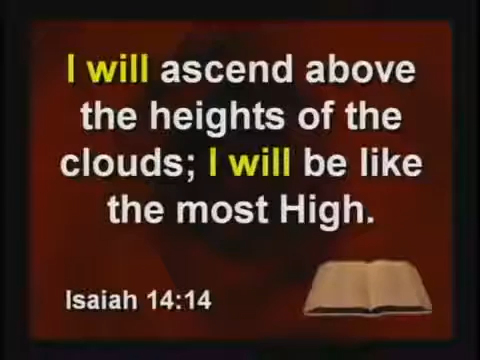 I will ascend above
the heights of the
clouds; I will be like
the most High.
Isaiah 14:14